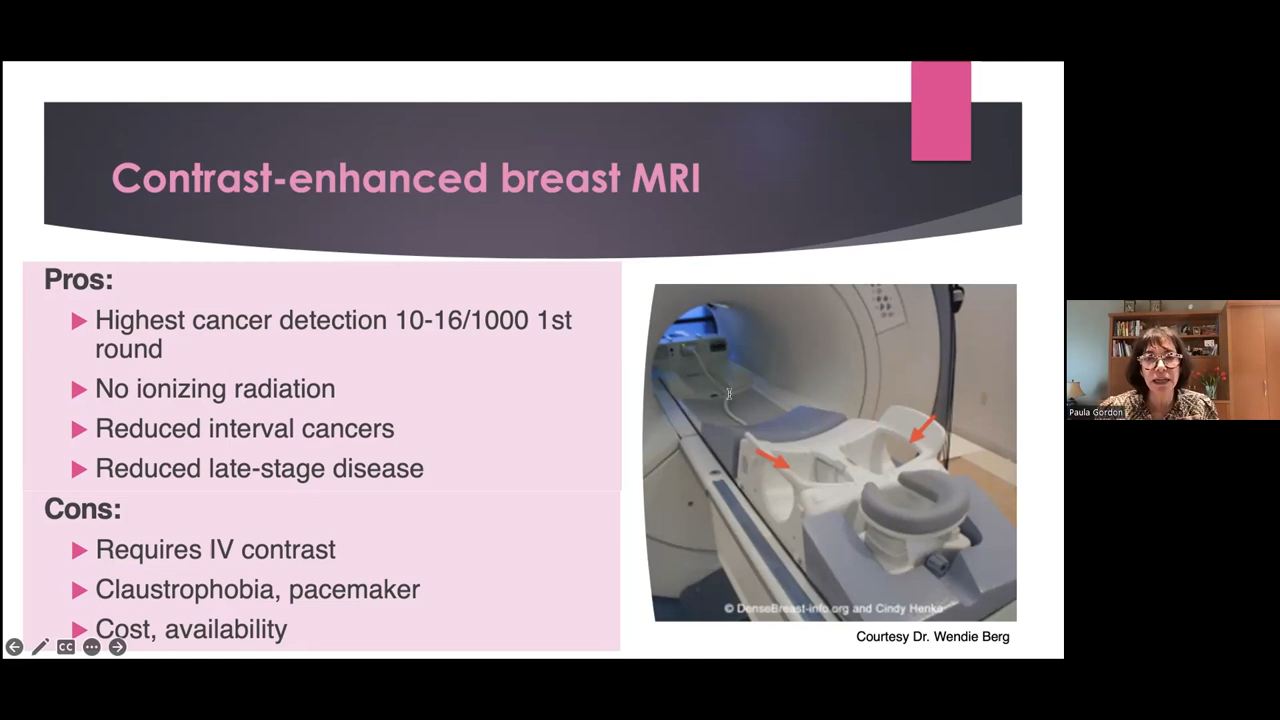 Contrast-enhanced breast MRI
Pros:
Highest cancer detection 10-16/1000 1st
round
No ionizing radiation
Reduced interval cancers
Reduced late-stage disease
Cons:
Requires IV contrast
Claustrophobia, pacemaker
Cost, availability
© DenseBreast-info.org and Cindy Henke
Courtesy Dr. Wendie Berg
CC
Paula Gordon